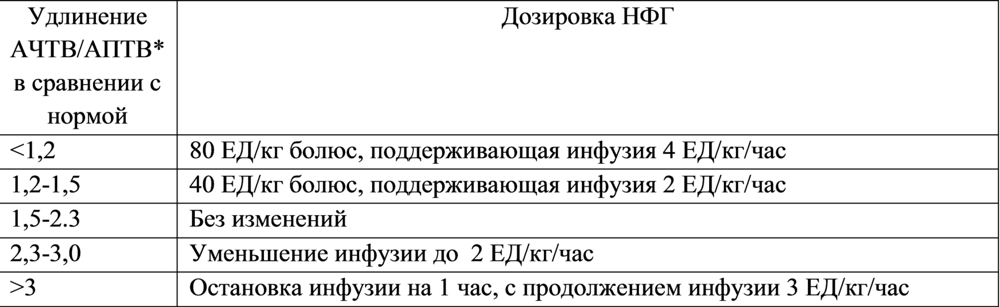 Удлинение
АЧТВ/АПТВ*
в сравнении с
нормой
Дозировка НФГ
<1,2
80 ЕД/кг болюс, поддерживающая инфузия 4 ЕД/кг/час
1,2-1,5
40 ЕД/кг болюс, поддерживающая инфузия 2 ЕД/кг/час
1,5-2.3
Без изменений
2,3-3,0
Уменьшение инфузии до 2 ЕД/кг/час
>3
Остановка инфузии на 1 час, с продолжением инфузии 3 ЕД/кг/час